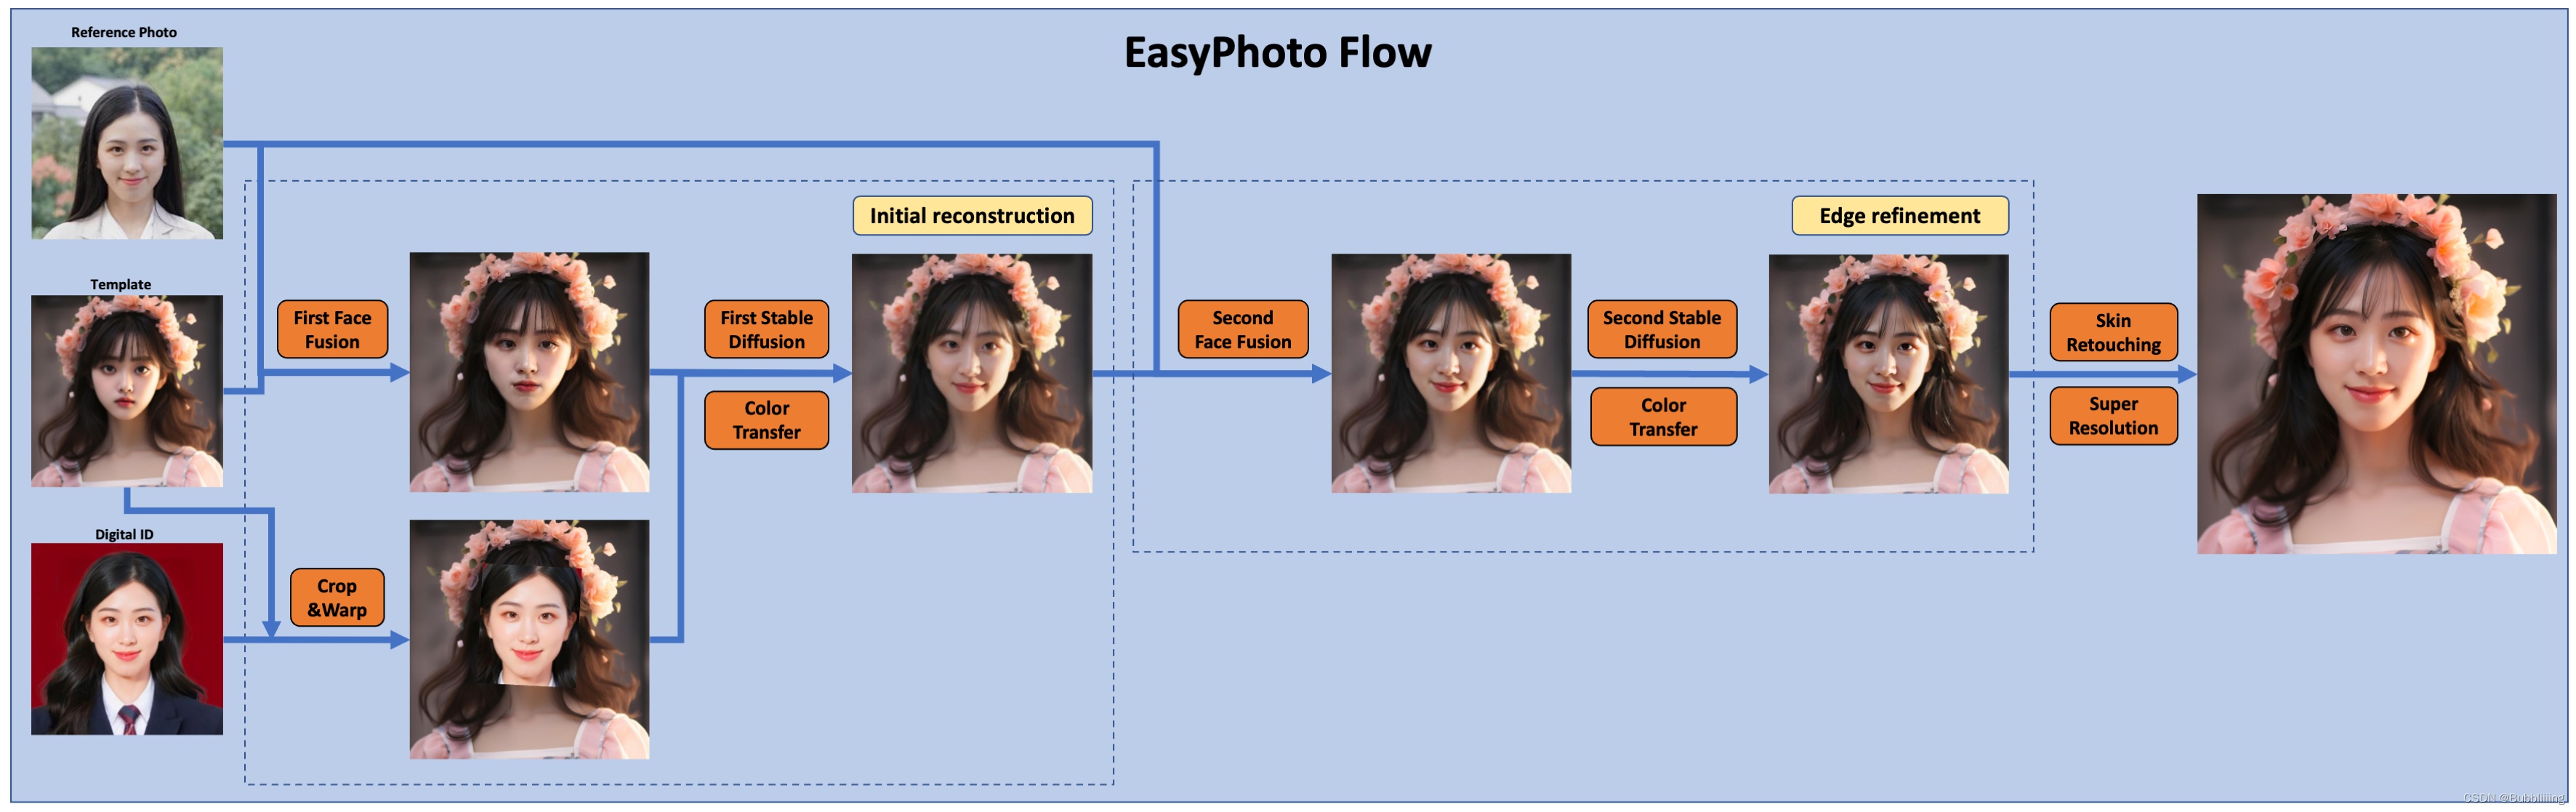 EasyPhoto Flow
Reference Photo
Template
Digital ID
First Face
Fusion
Crop
&Warp
First Stable
Diffusion
Color
Transfer
Initial reconstruction
Second
Face Fusion
Second Stable
Diffusion
Color
Transfer
Edge refinement
Skin
Retouching
Super
Resolution
CSDN @Bubbliiiing